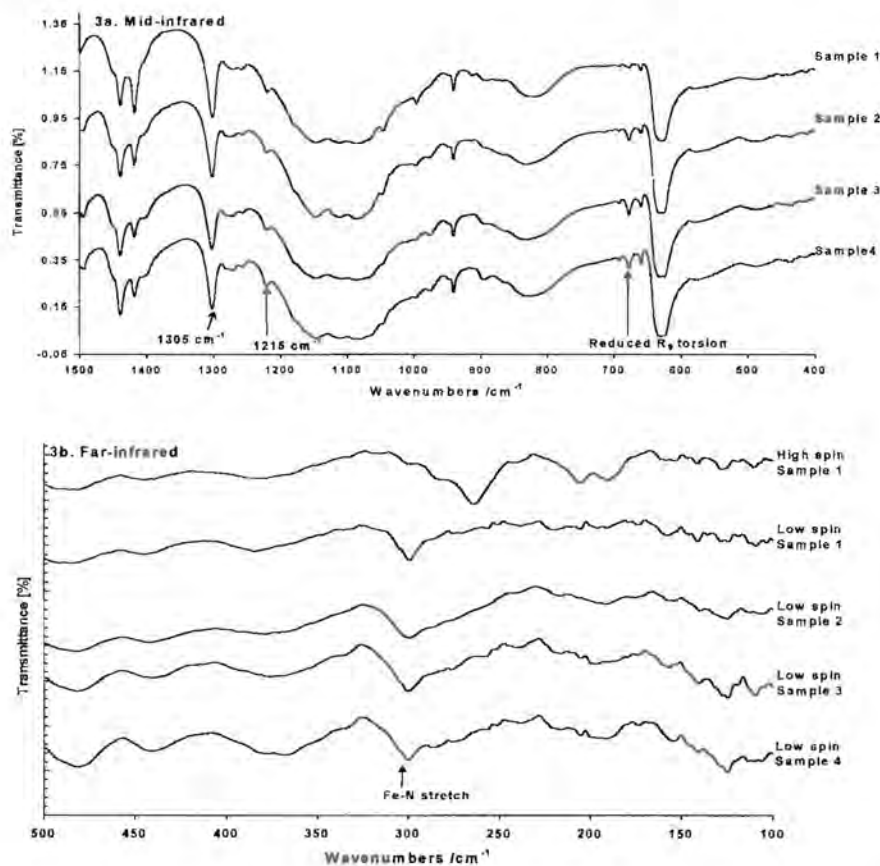 3a. Mid-infrared
1.35
1.15
0.95
0.75
0.55
0.35
0.15
-0.05
Transmittance [%]
Sample 1
Sample 2
Sample 3
Sample4
1305 cm-1
1215 cm-1
Reduced R9 torsion
1500 1400 1300 1200 1100 1000 900 800 700 600 500 400
Wavenumbers /cm-1
3b. Far-infrared
Transmittance [%]
High spin
Sample 1
Low spin
Sample 1
Low spin
Sample 2
Low spin
Sample 3
Low spin
Sample 4
Fe-N stretch
500 450 400 350 300 250 200 150 100
Wavenumbers /cm-1